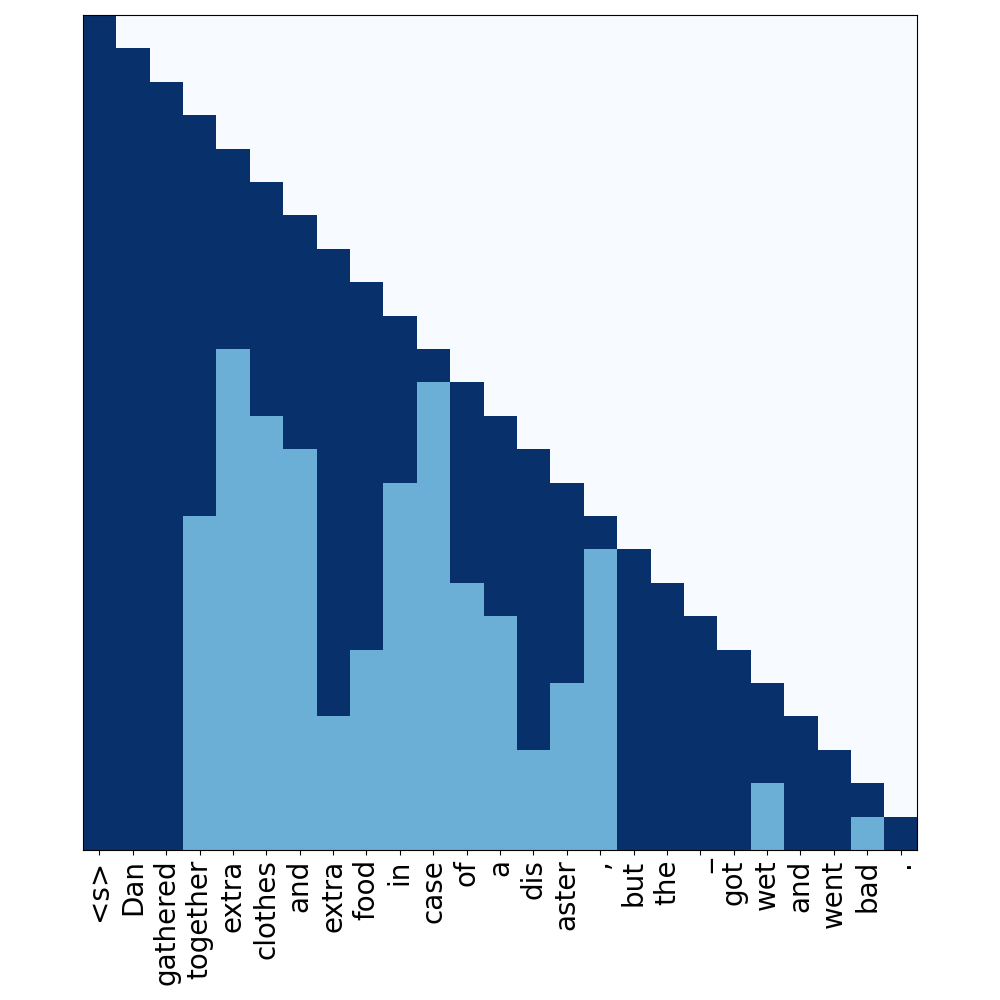 <s>
Dan
gathered
together
extra
clothes
and
extra
food
in
case
of
a
dis
aster
,
but
the
_
got
wet
and
went
bad
.